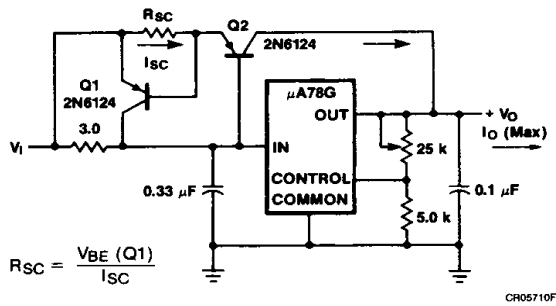 RSC
Q2
2N6124
ISC
Q1
2N6124
3.0
VI
µA78G
OUT
IN
CONTROL
COMMON
+ VO
IO (Max)
25 k
0.33 µF
0.1 µF
5.0 k
RSC = VBE (Q1) / ISC
CR05710F